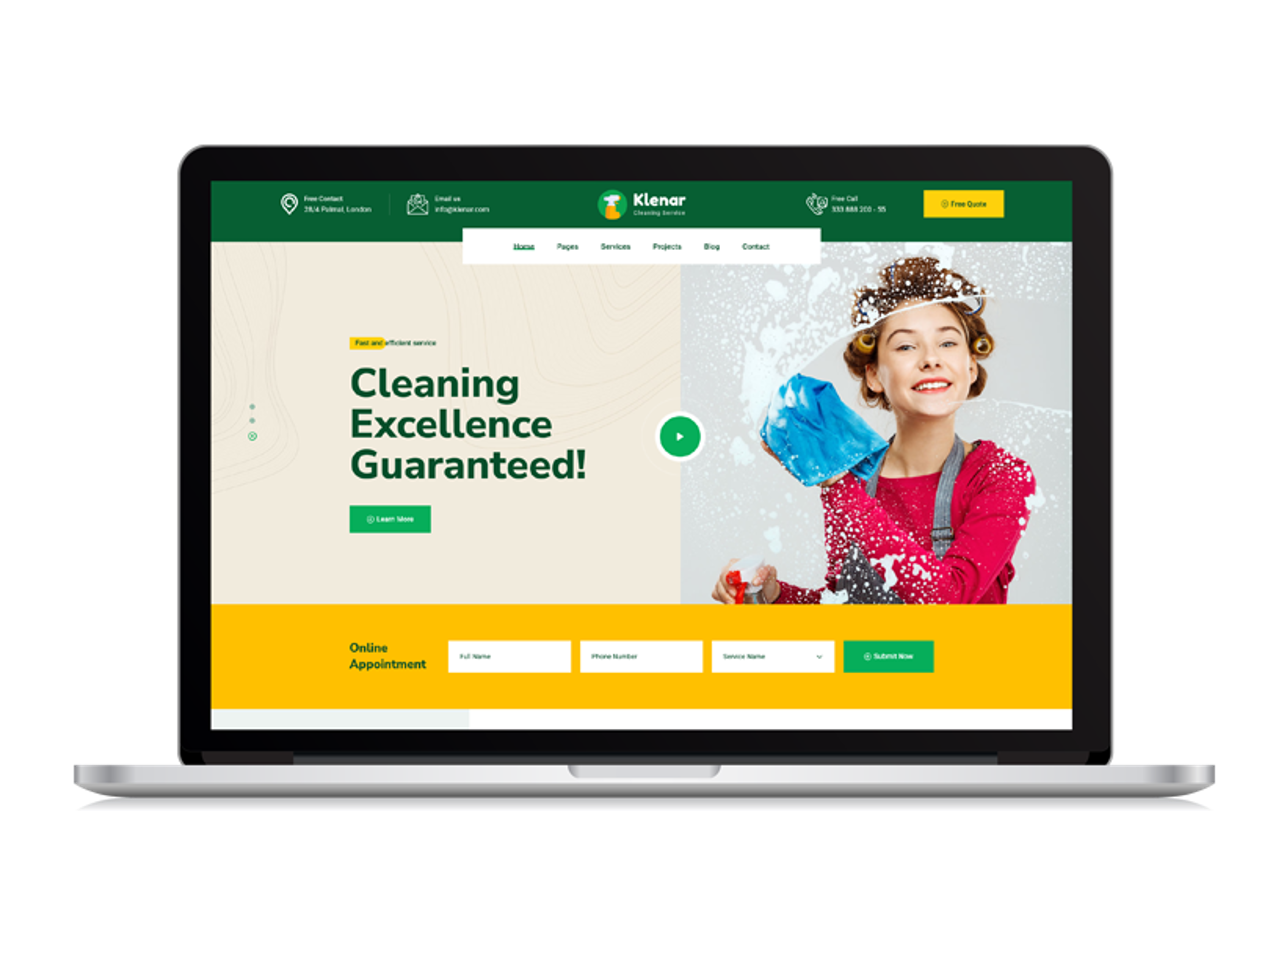 Free Contact
28/4 Palmal, London
Email us
info@klenar.com
Klenar
Cleaning Service
Free Call
333 888 200 - 55
Free Quote
Home Pages Services Projects Blog Contact
Fast and efficient service
Cleaning
Excellence
Guaranteed!
Learn More
Online
Appointment
Full Name
Phone Number
Service Name
Submit Now